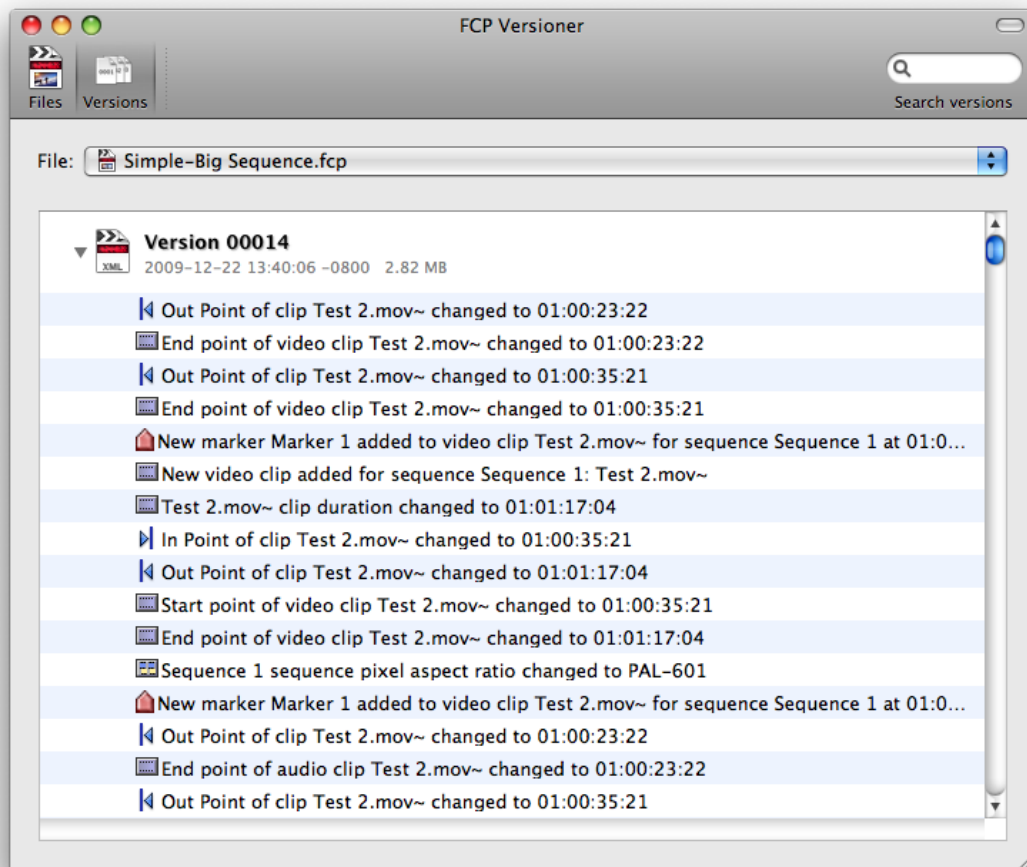 FCP Versioner
Files
Versions
Search versions
File: Simple-Big Sequence.fcp
Version 00014
XML
2009-12-22 13:40:06 -0800 2.82 MB
Out Point of clip Test 2.mov~ changed to 01:00:23:22
End point of video clip Test 2.mov~ changed to 01:00:23:22
Out Point of clip Test 2.mov~ changed to 01:00:35:21
End point of video clip Test 2.mov~ changed to 01:00:35:21
New marker Marker 1 added to video clip Test 2.mov~ for sequence Sequence 1 at 01:0...
New video clip added for sequence Sequence 1: Test 2.mov~
Test 2.mov~ clip duration changed to 01:01:17:04
In Point of clip Test 2.mov~ changed to 01:00:35:21
Out Point of clip Test 2.mov~ changed to 01:01:17:04
Start point of video clip Test 2.mov~ changed to 01:00:35:21
End point of video clip Test 2.mov~ changed to 01:01:17:04
Sequence 1 sequence pixel aspect ratio changed to PAL-601
New marker Marker 1 added to video clip Test 2.mov~ for sequence Sequence 1 at 01:0...
Out Point of clip Test 2.mov~ changed to 01:00:23:22
End point of audio clip Test 2.mov~ changed to 01:00:23:22
Out Point of clip Test 2.mov~ changed to 01:00:35:21